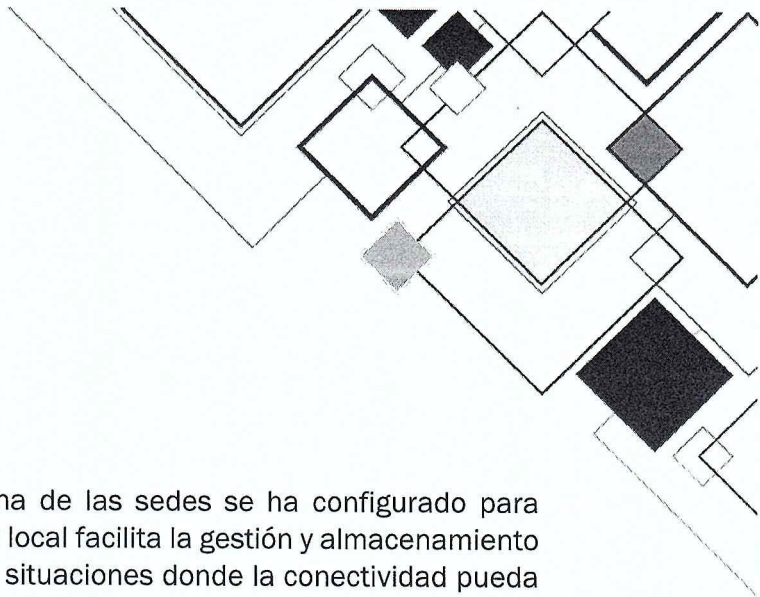 na de las sedes se ha configurado para
local facilita la gestión y almacenamiento
situaciones donde la conectividad pueda